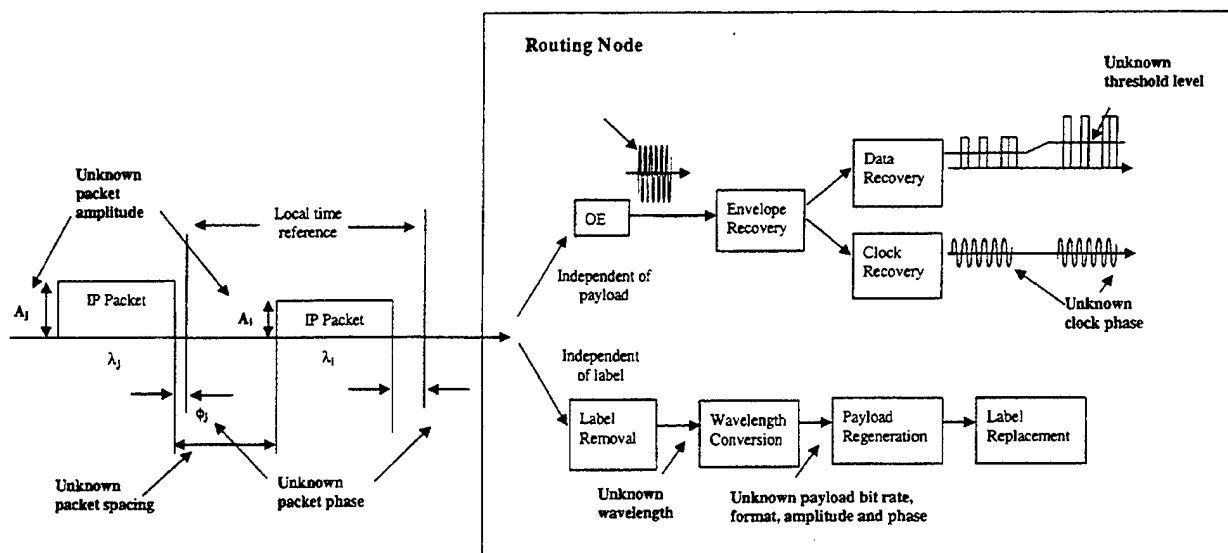 Routing Node
Unknown
threshold level
Unknown
packet
amplitude
Local time
reference
OE
Envelope
Recovery
Data
Recovery
Clock
Recovery
Independent of
payload
Unknown
clock phase
IP Packet
IP Packet
Aj
Ai
λj
λi
Independent
of label
ϕj
Label
Removal
Wavelength
Conversion
Payload
Regeneration
Label
Replacement
Unknown
packet spacing
Unknown
packet phase
Unknown
wavelength
Unknown payload bit rate,
format, amplitude and phase